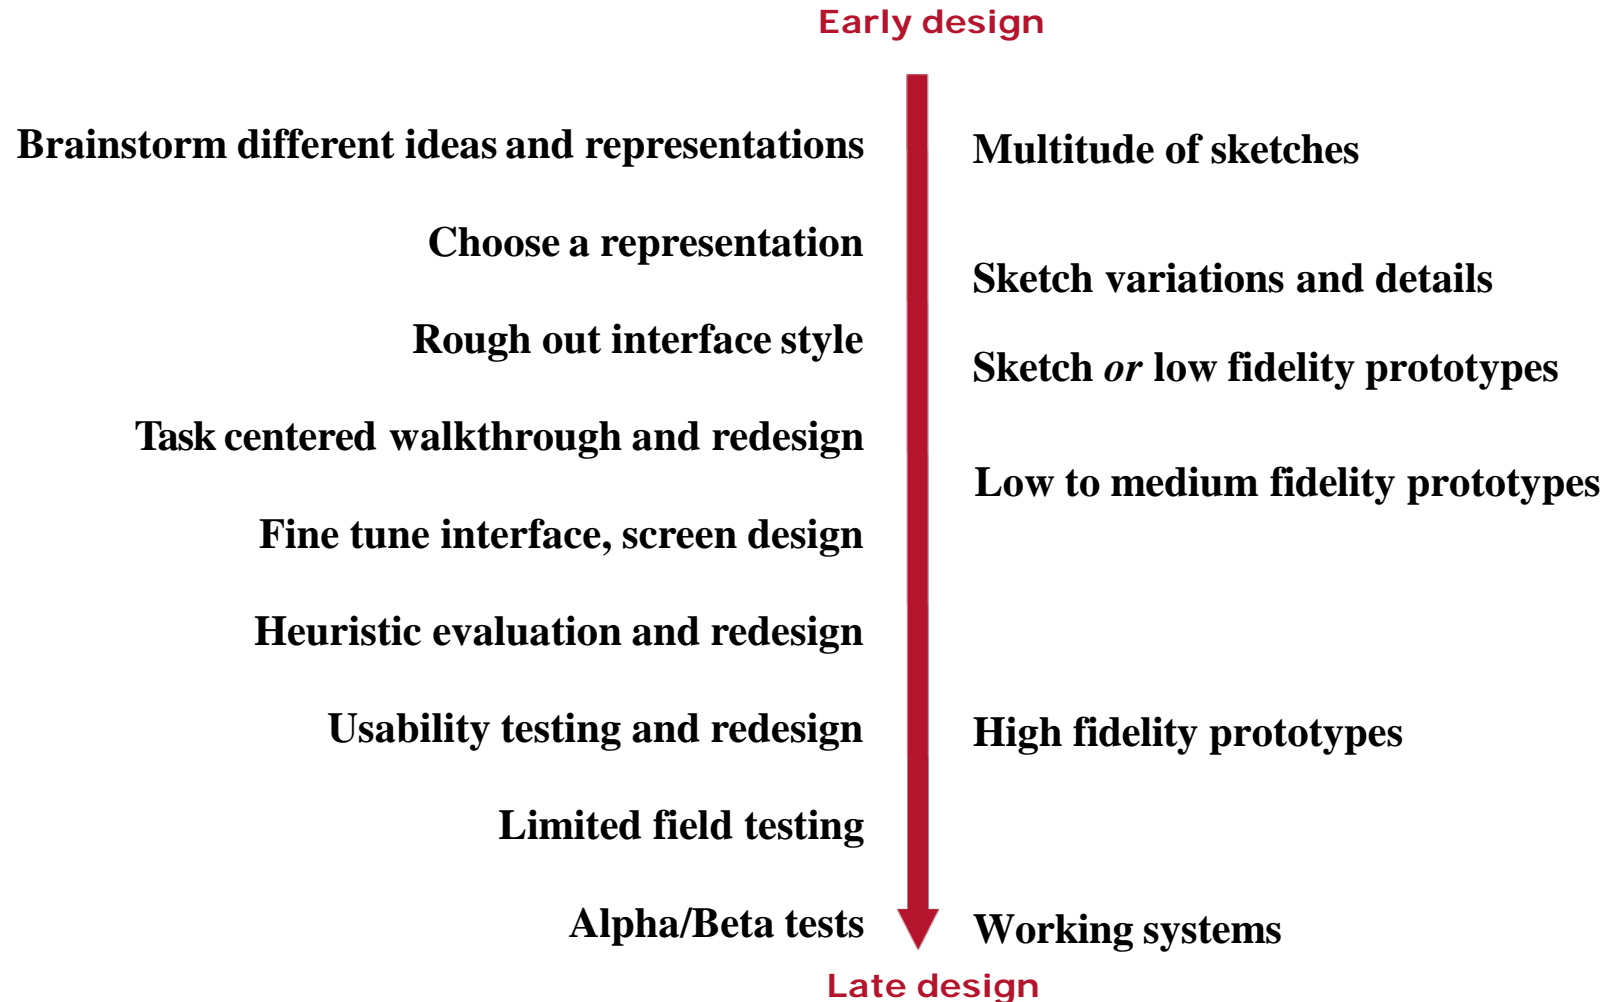 Early design
Brainstorm different ideas and representations
Multitude of sketches
Choose a representation
Sketch variations and details
Rough out interface style
Sketch or low fidelity prototypes
Task centered walkthrough and redesign
Low to medium fidelity prototypes
Fine tune interface, screen design
Heuristic evaluation and redesign
Usability testing and redesign
High fidelity prototypes
Limited field testing
Alpha/Beta tests
Working systems
Late design